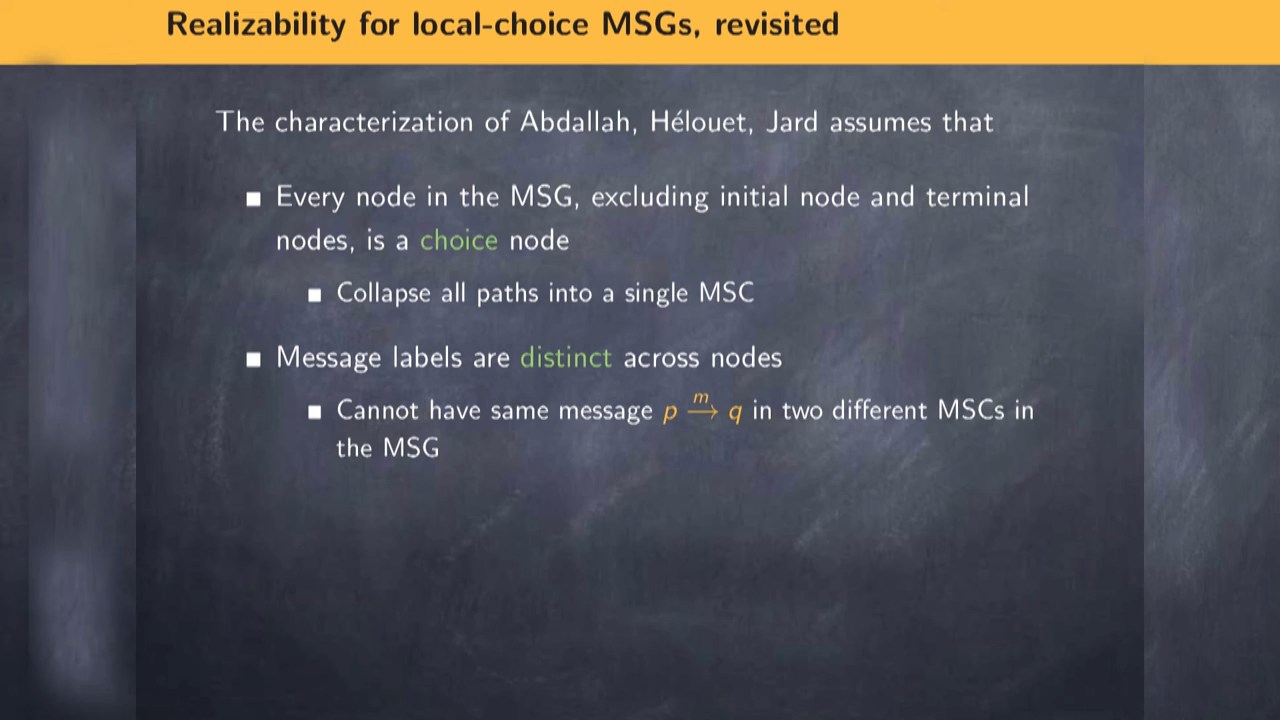 Realizability for local-choice MSGs, revisited
The characterization of Abdallah, Hélouet, Jard assumes that
■ Every node in the MSG, excluding initial node and terminal
nodes, is a choice node
■ Collapse all paths into a single MSC
■ Message labels are distinct across nodes
■ Cannot have same message p \xrightarrow{m} q in two different MSCs in
the MSG